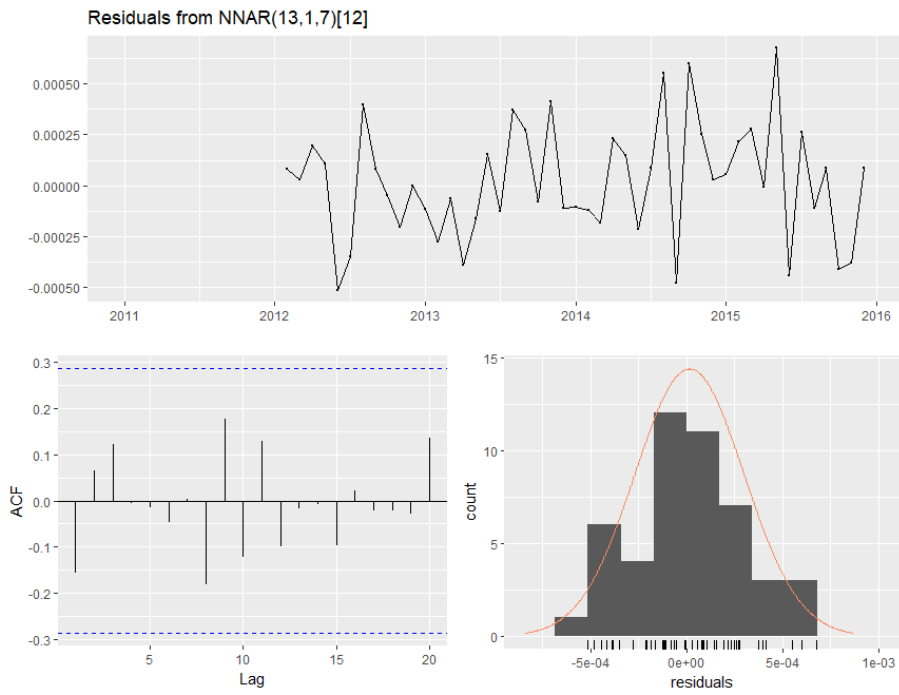 Residuals from NNAR(13,1,7)[12]
0.00050
0.00025
0.00000
-0.00025
-0.00050
2011 2012 2013 2014 2015 2016
0.3
0.2
0.1
0.0
-0.1
-0.2
-0.3
ACF
5 10 15 20
Lag
15
10
5
0
count
-5e-04 0e+00 5e-04 1e-03
residuals